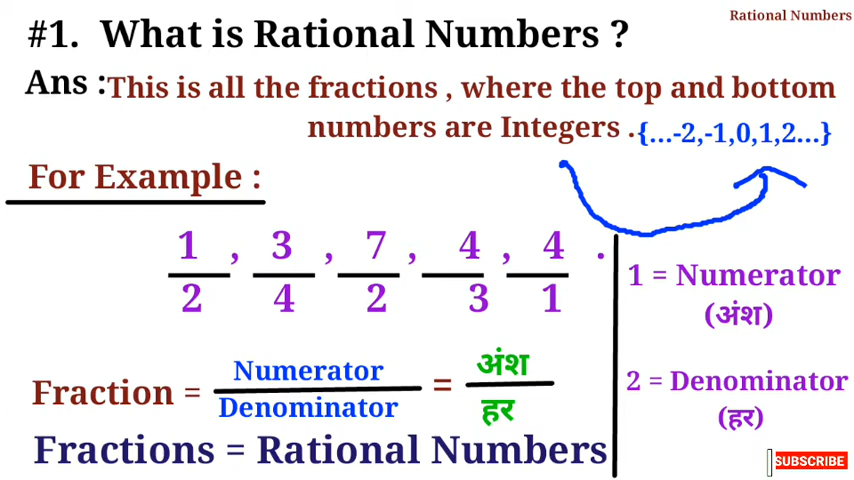 Rational Numbers
#1. What is Rational Numbers ?
Ans : This is all the fractions , where the top and bottom
numbers are Integers . {...-2,-1,0,1,2...}
For Example :
1 , 3 , 7 , 4 , 4 .
2 4 2 3 1
1 = Numerator
(अंश)
Fraction = Numerator = अंश
Denominator हर
2 = Denominator
(हर)
Fractions = Rational Numbers
SUBSCRIBE